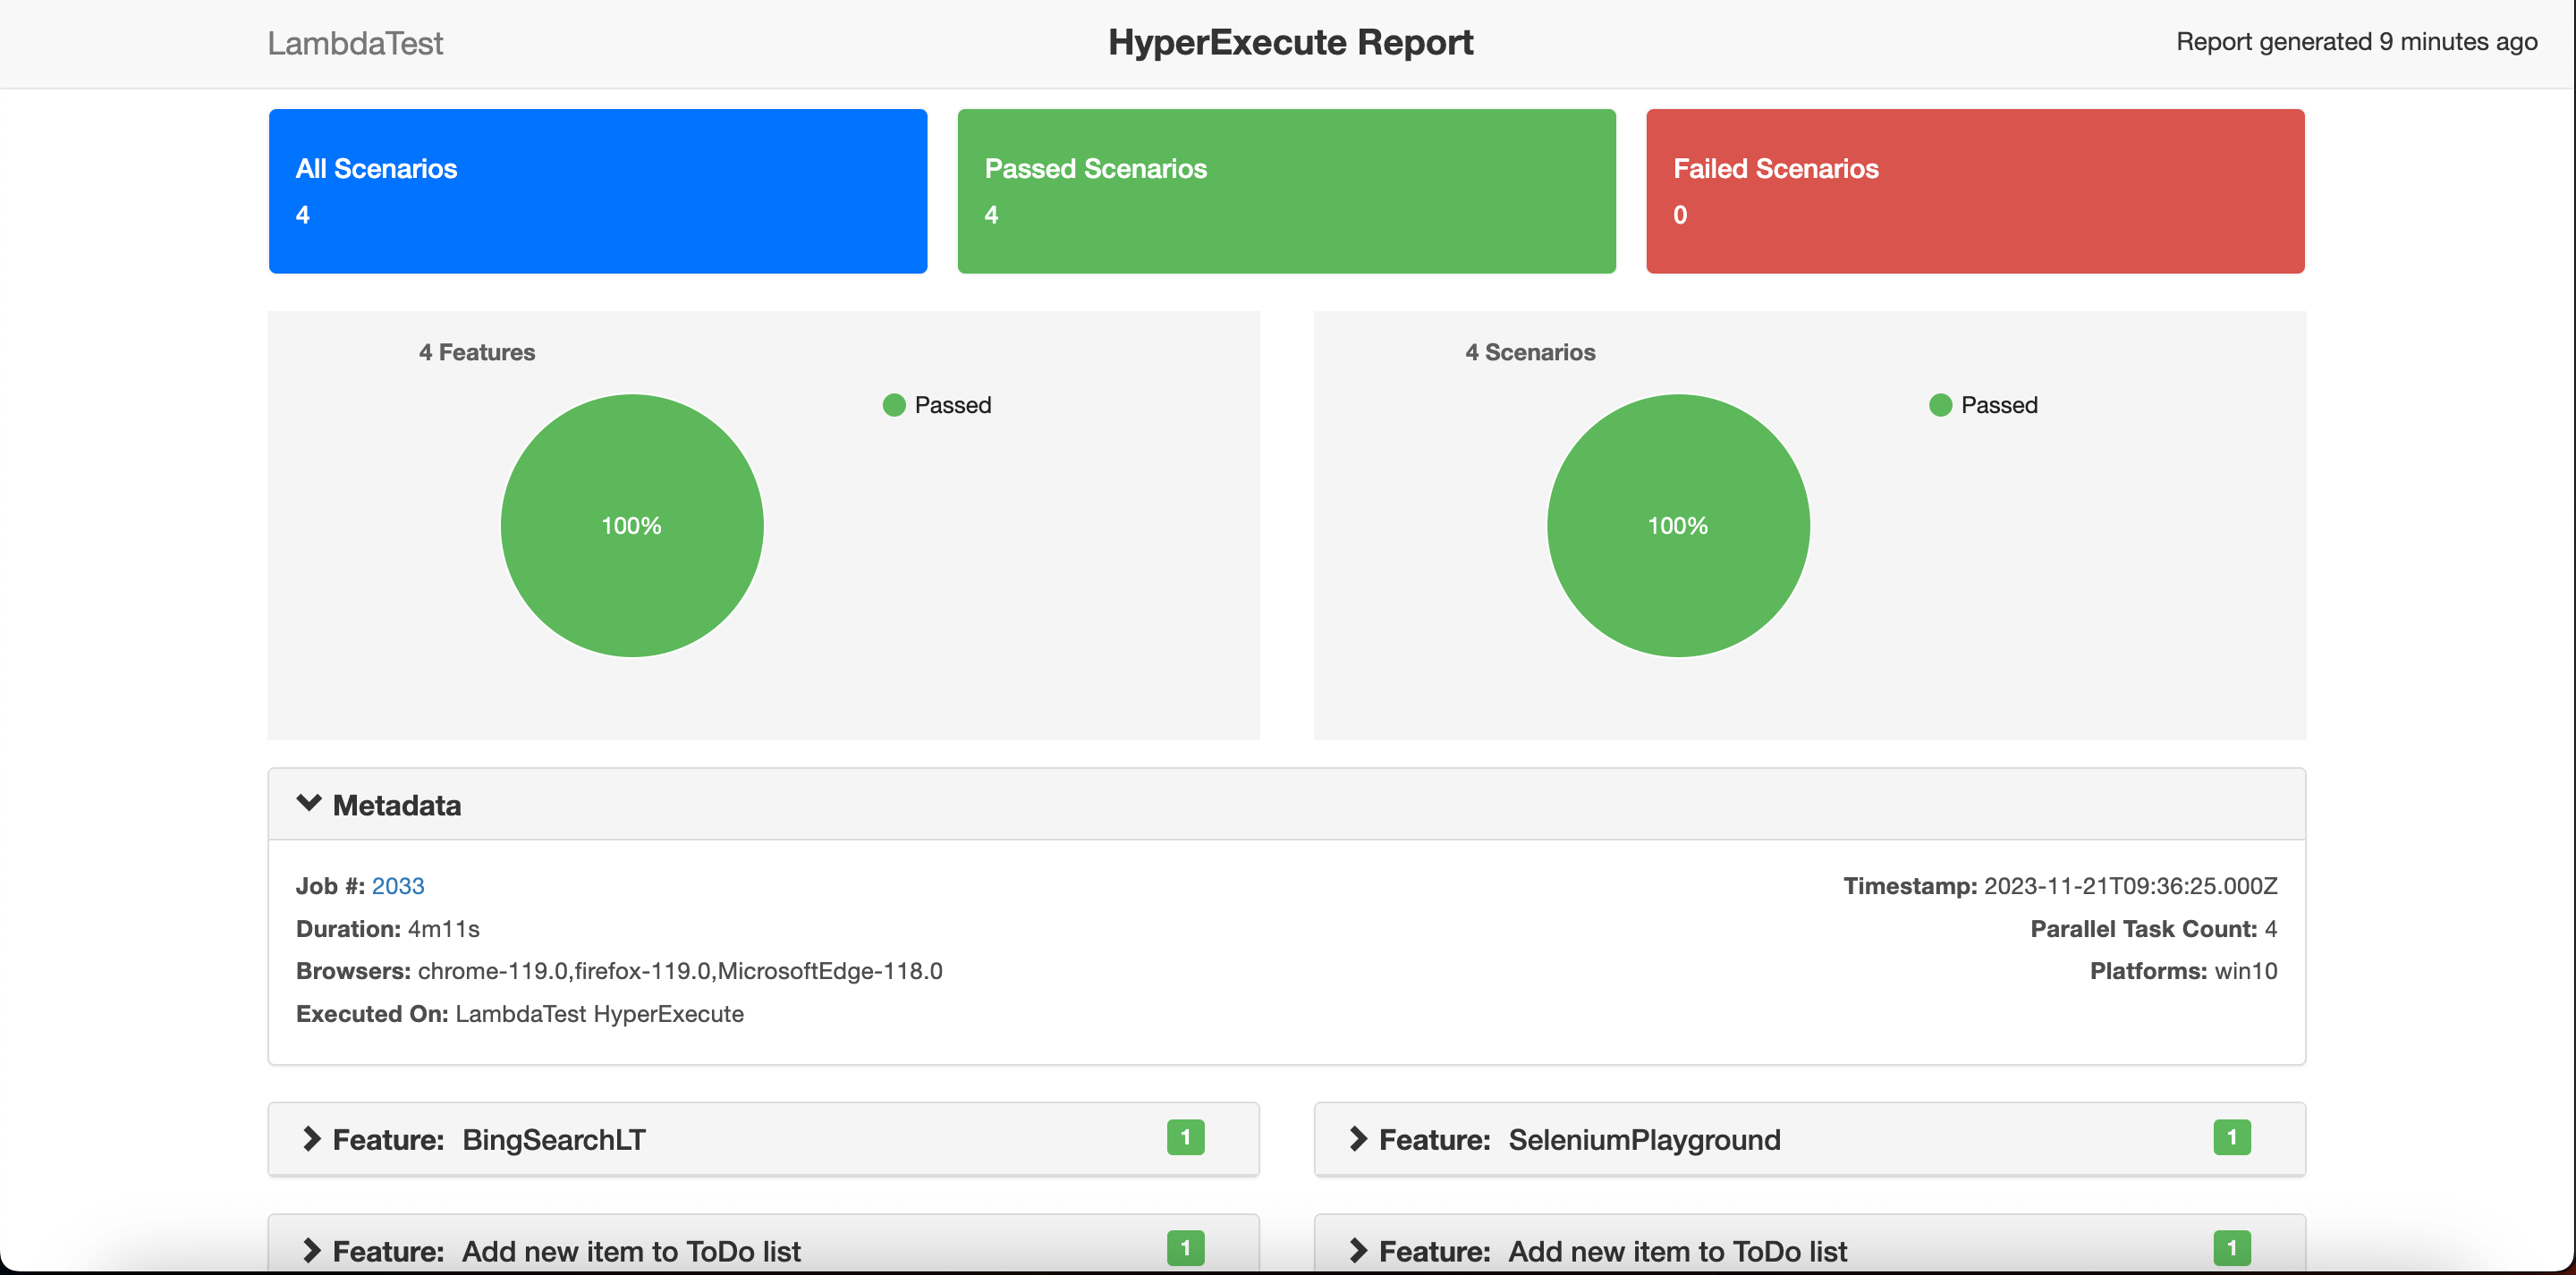 LambdaTest
HyperExecute Report
Report generated 9 minutes ago
All Scenarios
4
Passed Scenarios
4
Failed Scenarios
0
4 Features
Passed
100%
4 Scenarios
Passed
100%
Metadata
Job #: 2033
Duration: 4m11s
Browsers: chrome-119.0,firefox-119.0,MicrosoftEdge-118.0
Executed On: LambdaTest HyperExecute
Timestamp: 2023-11-21T09:36:25.000Z
Parallel Task Count: 4
Platforms: win10
Feature: BingSearchLT 1
Feature: SeleniumPlayground 1
Feature: Add new item to ToDo list 1
Feature: Add new item to ToDo list 1